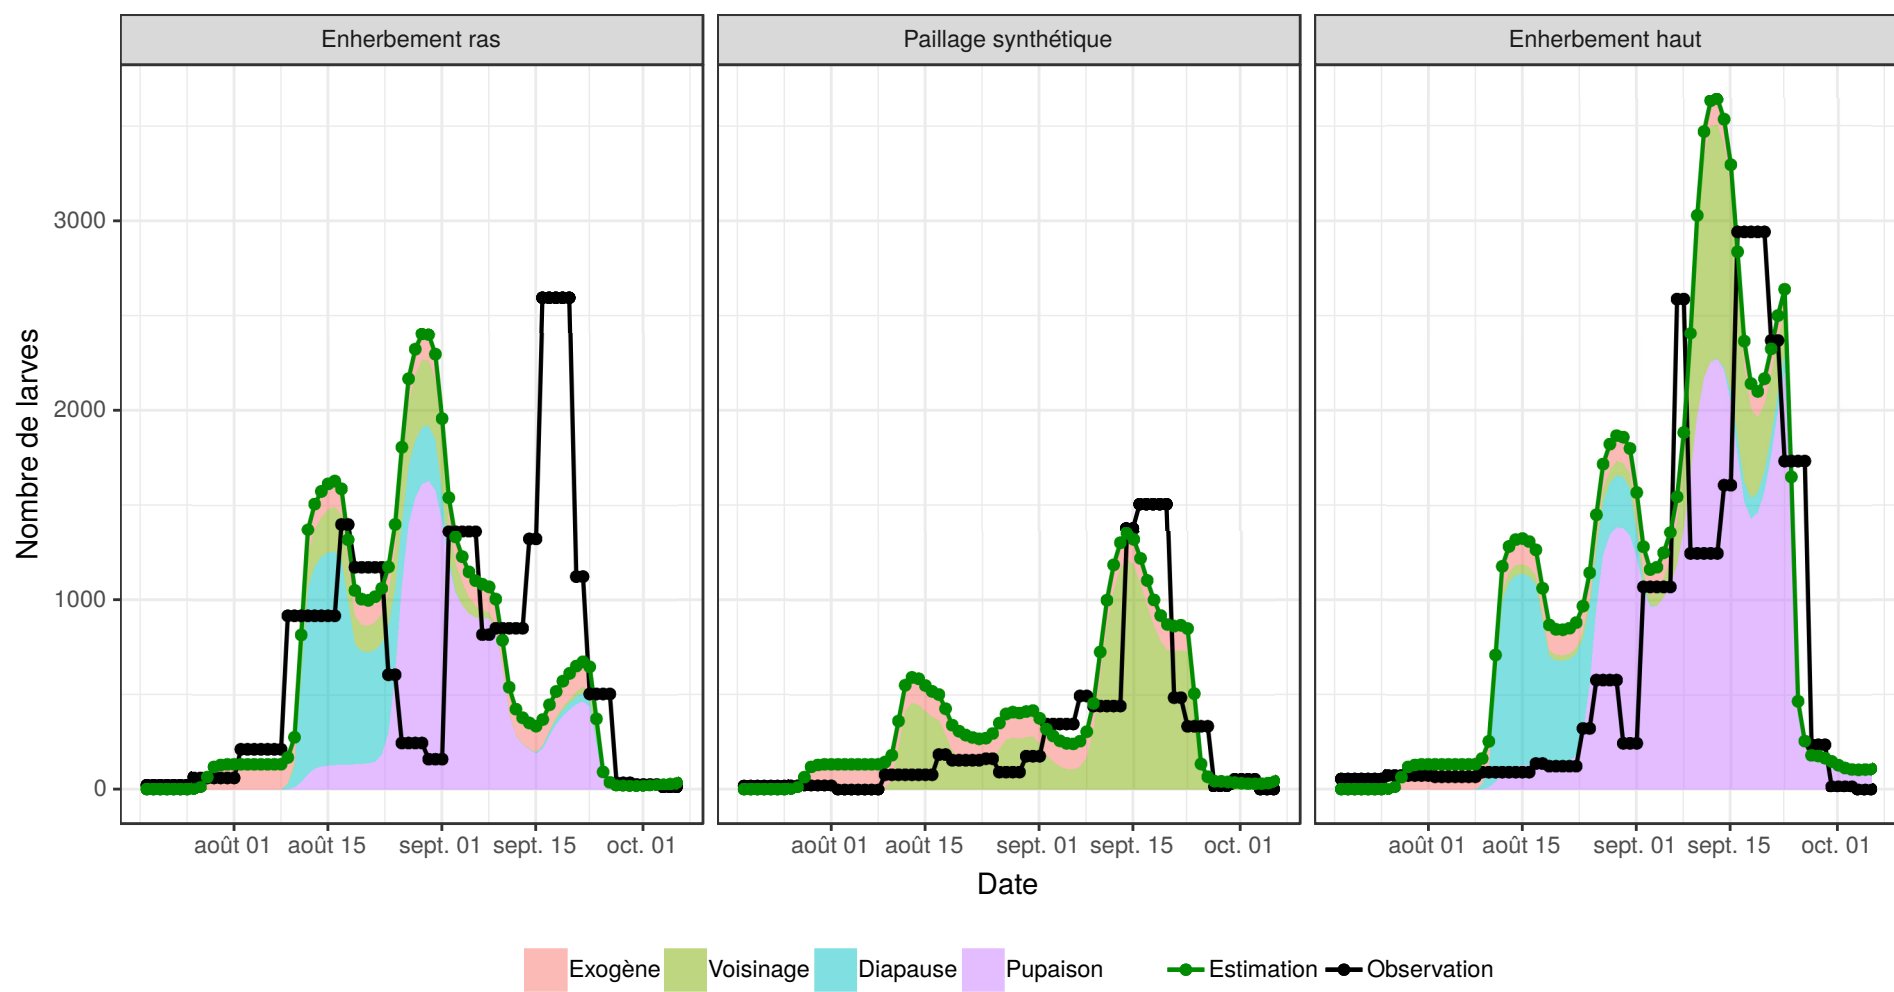 Enherbement ras Paillage synthétique Enherbement haut
Nombre de larves
3000
2000
1000
0
août 01 août 15 sept. 01 sept. 15 oct. 01 août 01 août 15 sept. 01 sept. 15 oct. 01 août 01 août 15 sept. 01 sept. 15 oct. 01
Date
Exogène Voisinage Diapause Pupaison Estimation Observation